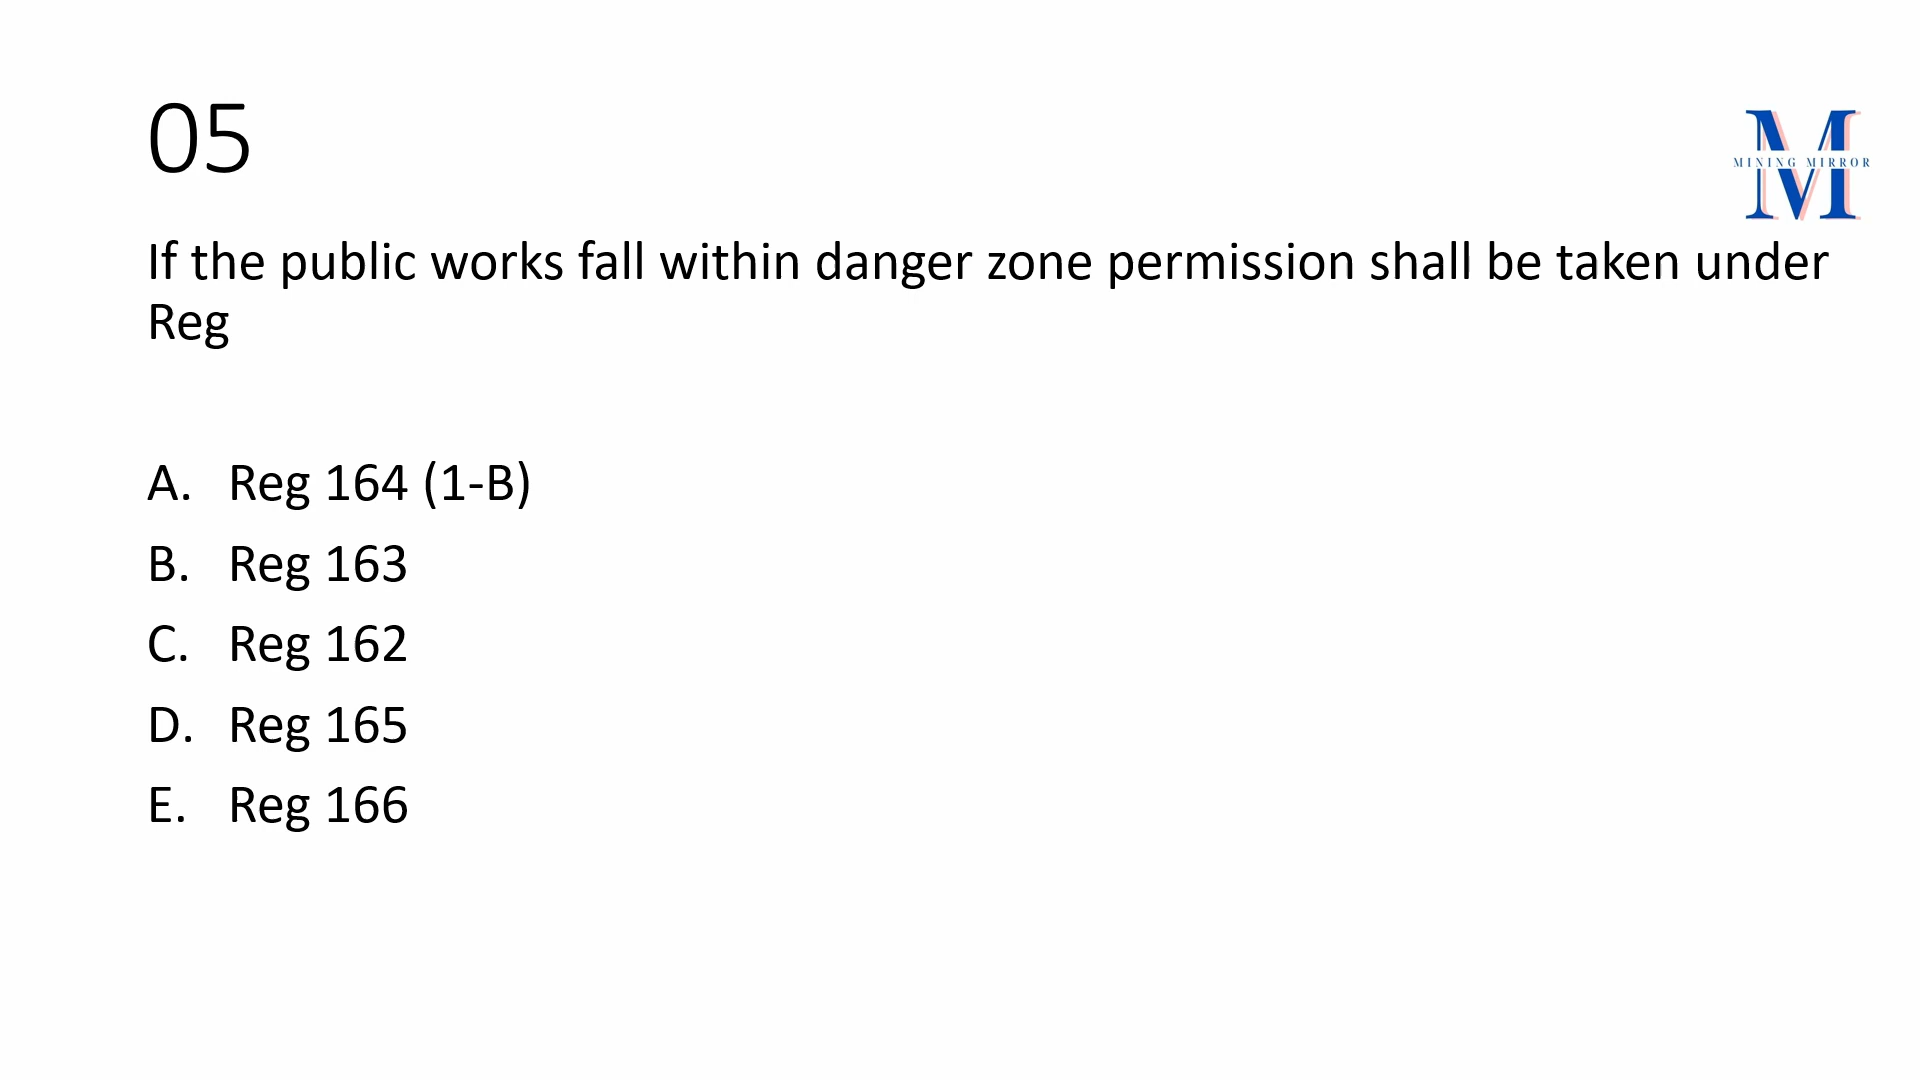 05
MINING MIRROR
If the public works fall within danger zone permission shall be taken under
Reg
A. Reg 164 (1-B)
B. Reg 163
C. Reg 162
D. Reg 165
E. Reg 166